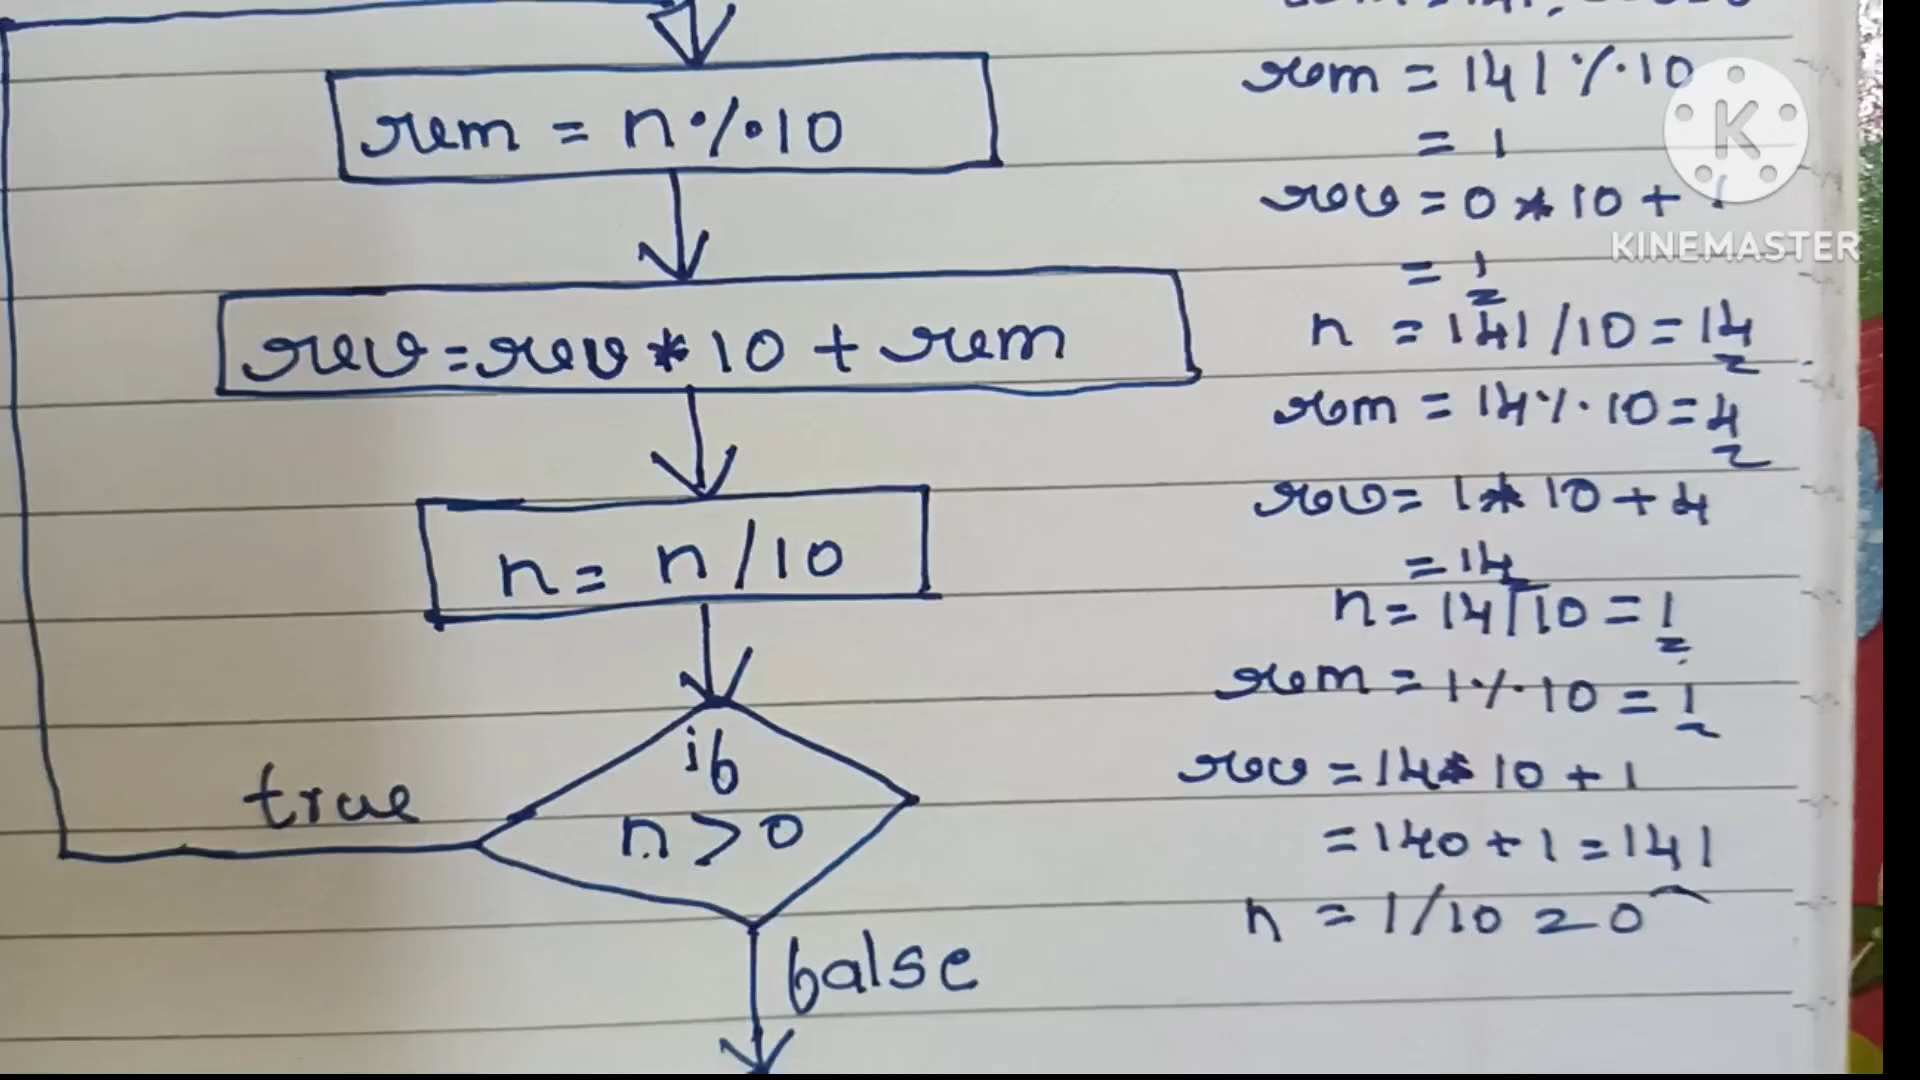 rem = n%10
rev=rev*10+rem
n= n/10
if
n>0
true
false
rem = 141%10
= 1
rev = 0*10+1
= 1
n = 141/10=14
rem = 14%10=4
rev= 1*10+4
=14
n= 14/10=1
rem = 1%10=1
rev =14*10+1
=140+1=141
n = 1/10=0
K
KINEMASTER